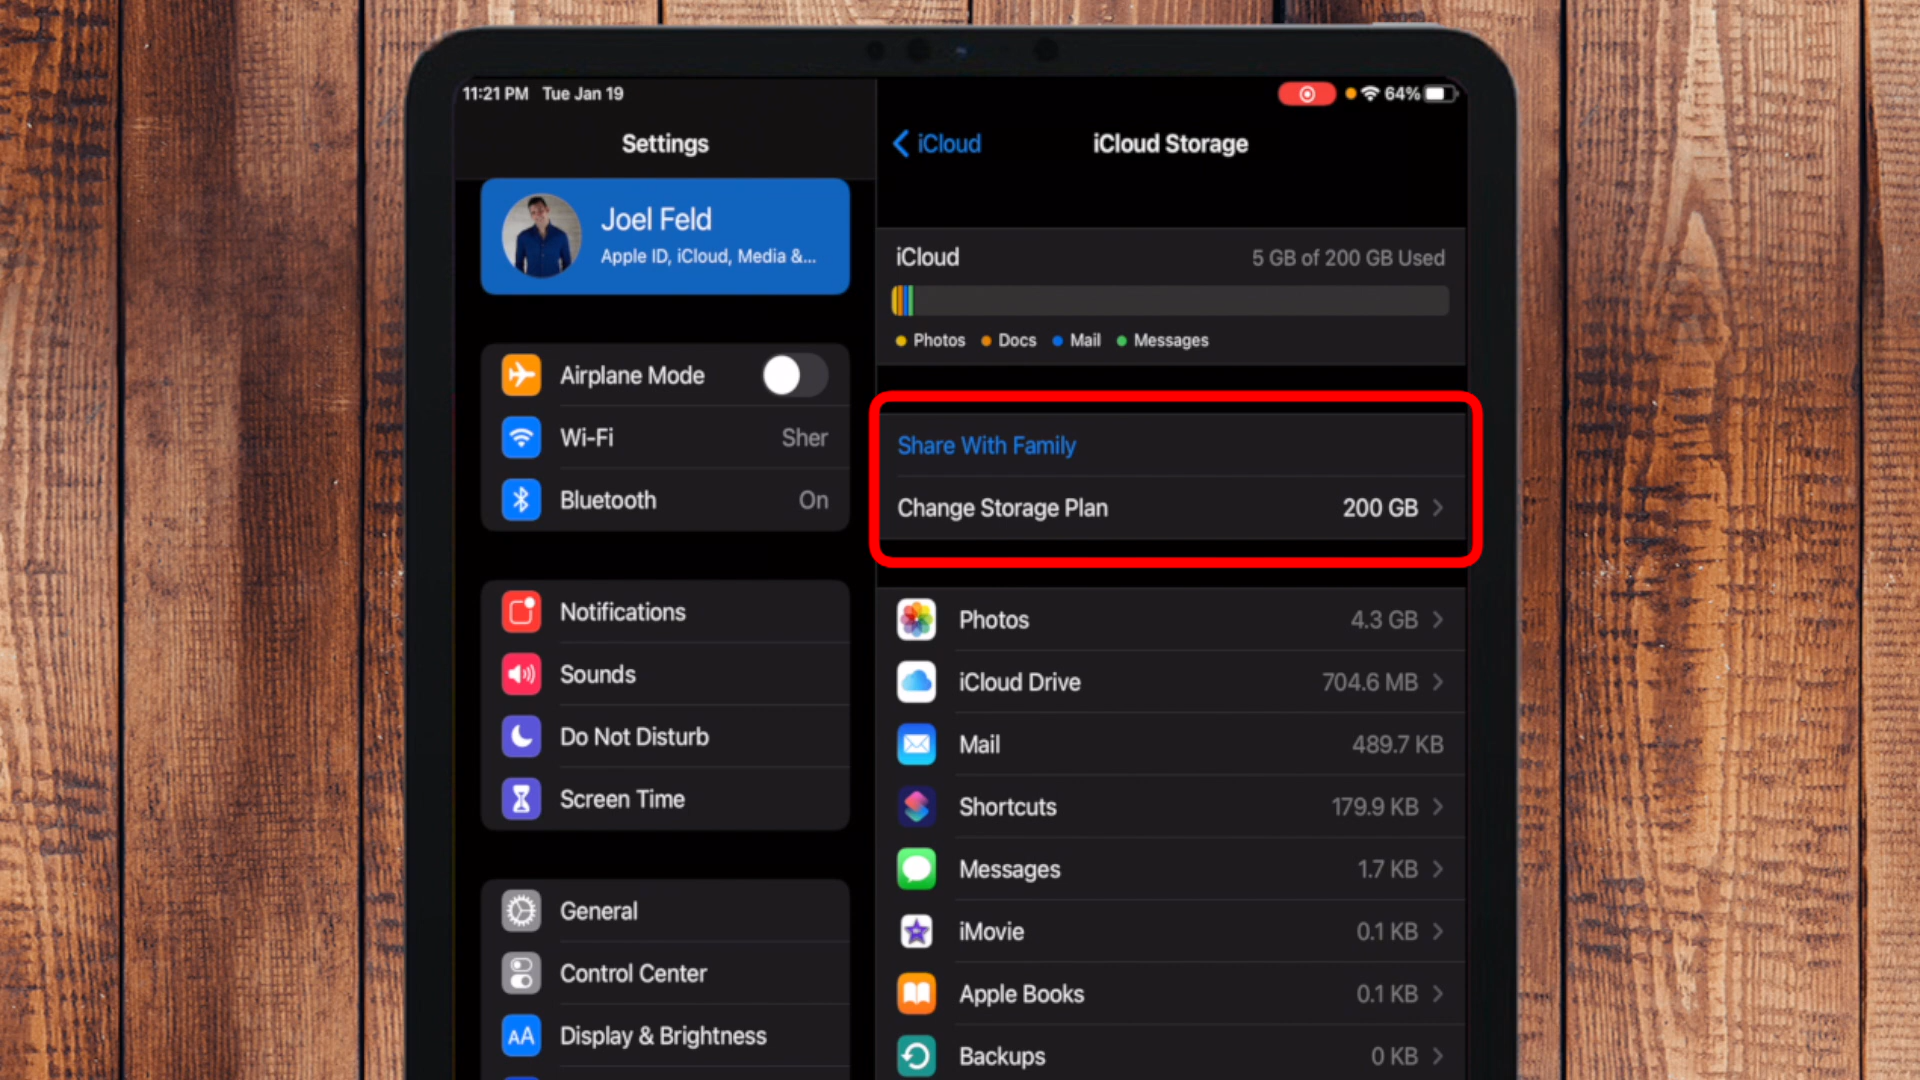 11:21 PM Tue Jan 19
64%
Settings
Joel Feld
Apple ID, iCloud, Media &...
Airplane Mode
Wi-Fi Sher
Bluetooth On
Notifications
Sounds
Do Not Disturb
Screen Time
General
Control Center
AA Display & Brightness
iCloud
iCloud Storage
iCloud 5 GB of 200 GB Used
Photos Docs Mail Messages
Share With Family
Change Storage Plan 200 GB
Photos 4.3 GB
iCloud Drive 704.6 MB
Mail 489.7 KB
Shortcuts 179.9 KB
Messages 1.7 KB
iMovie 0.1 KB
Apple Books 0.1 KB
Backups 0 KB